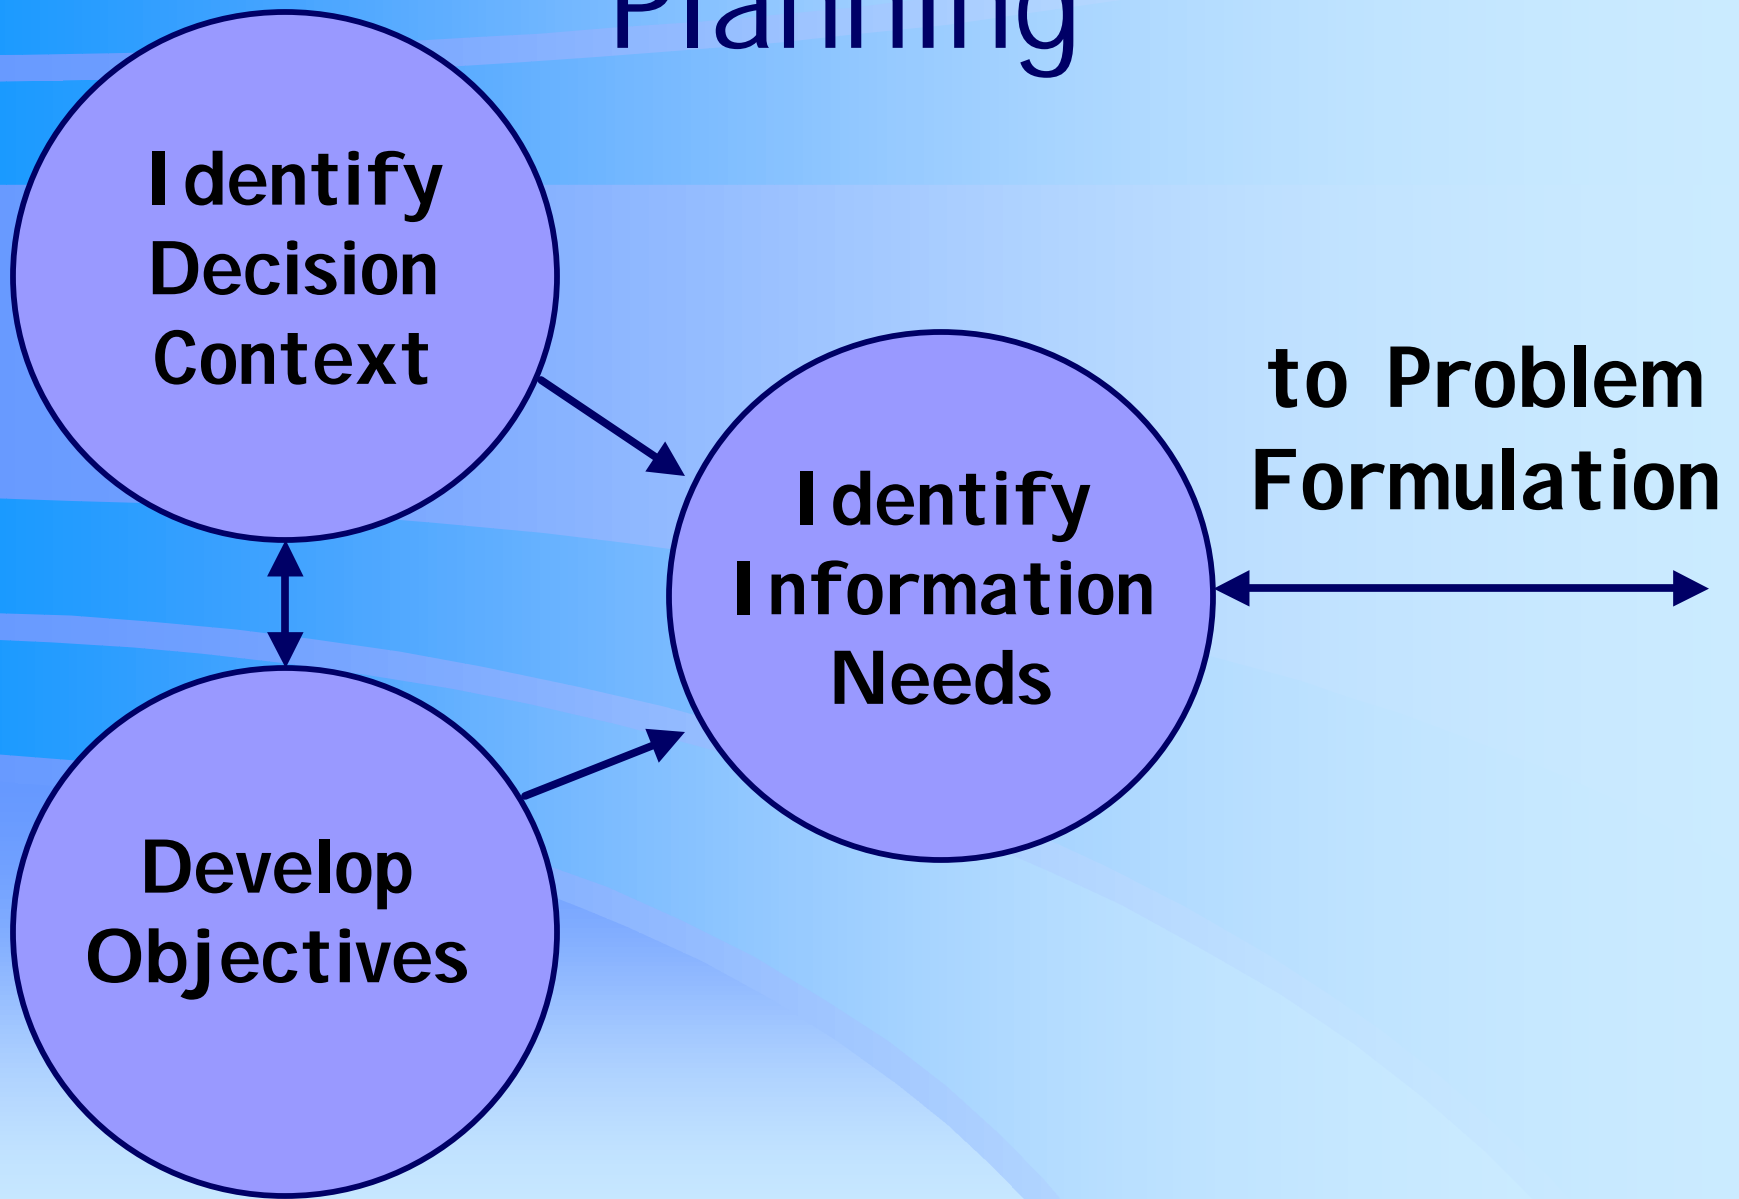 Planning
Identify
Decision
Context
Identify
Information
Needs
to Problem
Formulation
Develop
Objectives